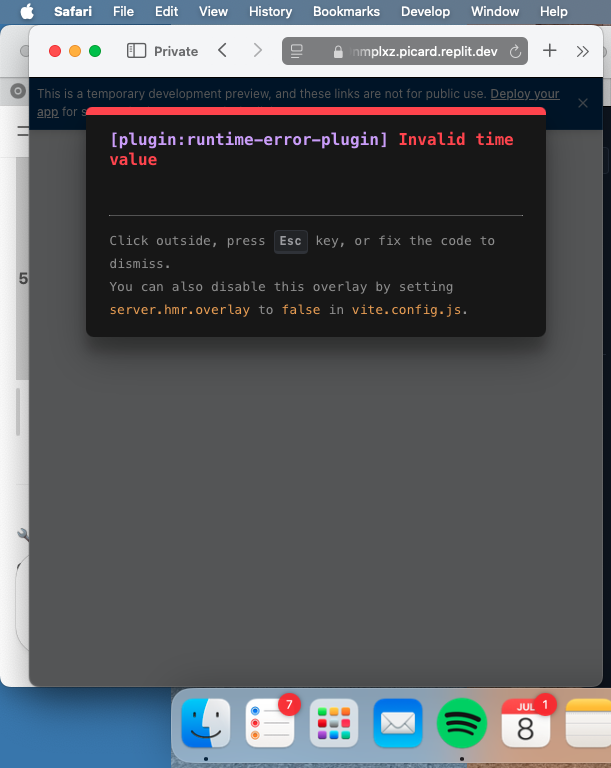 Safari File Edit View History Bookmarks Develop Window Help
Private
nmplxz.picard.replit.dev
This is a temporary development preview, and these links are not for public use. Deploy your
app for s
[plugin:runtime-error-plugin] Invalid time
value
5
Click outside, press Esc key, or fix the code to
dismiss.
You can also disable this overlay by setting
server.hmr.overlay to false in vite.config.js.
7
JUL 1
8